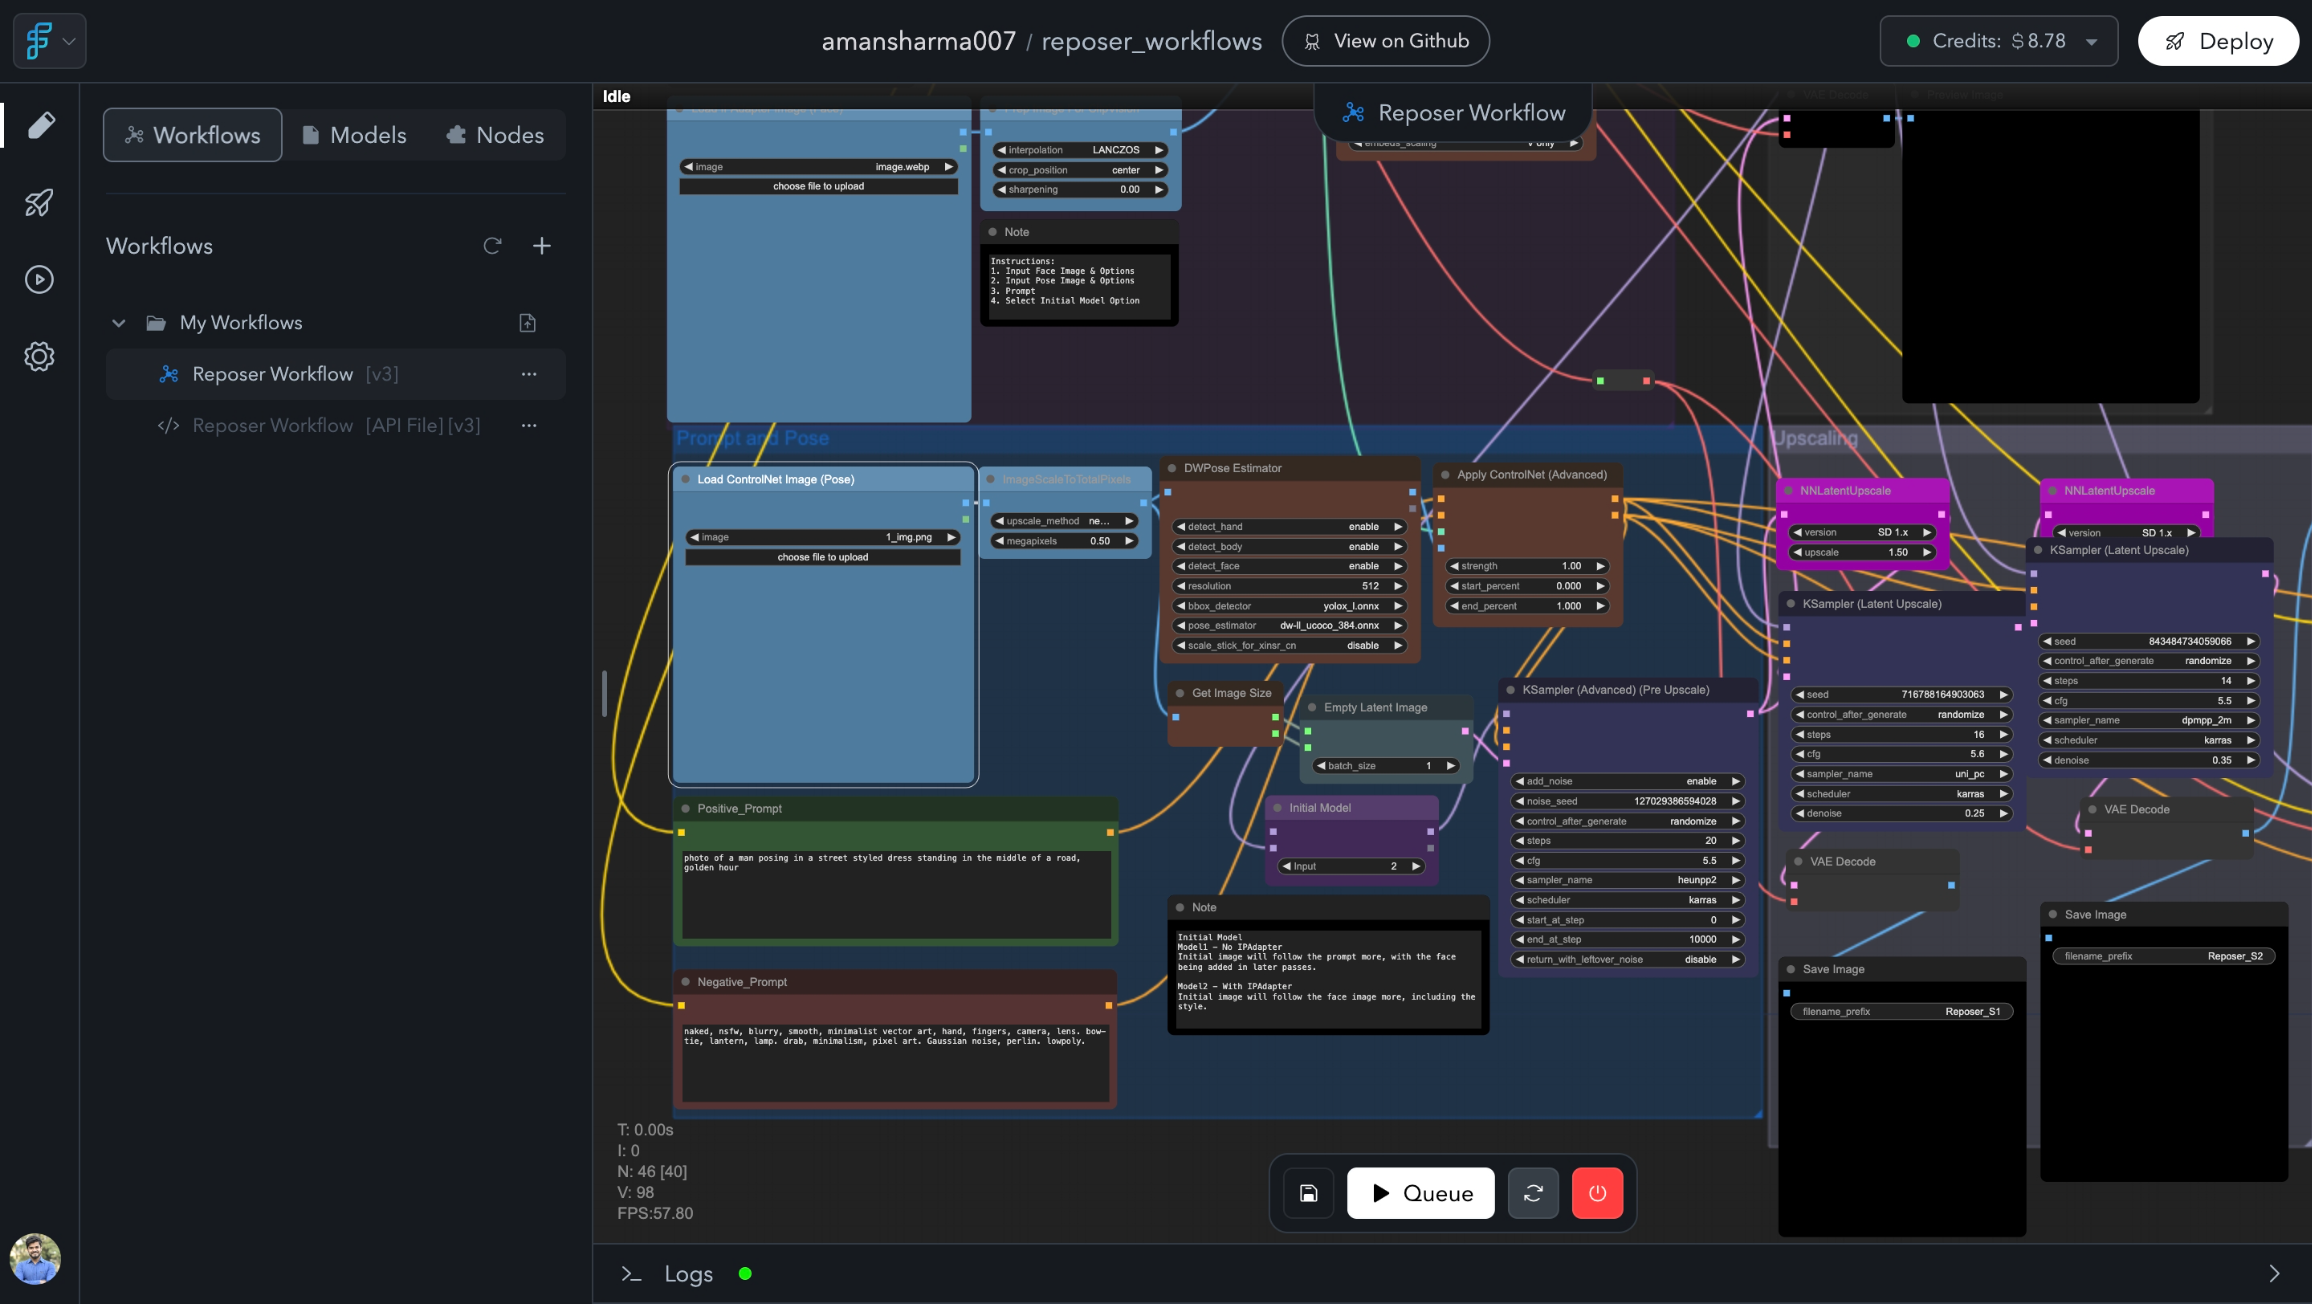 amansharma007 / reposer_workflows
View on Github
Credits: $ 8.78
Deploy
Workflows
Models
Nodes
Workflows
My Workflows
Reposer Workflow [v3]
Reposer Workflow [API File] [v3]
Idle
Reposer Workflow
image image.webp
choose file to upload
interpolation LANCZOS
crop_position center
sharpening 0.00
Note
Instructions:
1. Input Face Image & Options
2. Input Pose Image & Options
3. Prompt
4. Select Initial Model Option
embeds_scaling V only
Prompt and Pose
Load ControlNet Image (Pose)
image 1_img.png
choose file to upload
ImageScaleToTotalPixels
upscale_method ne...
megapixels 0.50
DWPose Estimator
detect_hand enable
detect_body enable
detect_face enable
resolution 512
bbox_detector yolox_l.onnx
pose_estimator dw-ll_ucoco_384.onnx
scale_stick_for_xinsr_cn disable
Apply ControlNet (Advanced)
strength 1.00
start_percent 0.000
end_percent 1.000
Get Image Size
Empty Latent Image
batch_size 1
Initial Model
Input 2
KSampler (Advanced) (Pre Upscale)
add_noise enable
noise_seed 127029386594028
control_after_generate randomize
steps 20
cfg 5.5
sampler_name heunpp2
scheduler karras
start_at_step 0
end_at_step 10000
return_with_leftover_noise disable
Positive_Prompt
photo of a man posing in a street styled dress standing in the middle of a road,
golden hour
Negative_Prompt
naked, nsfw, blurry, smooth, minimalist vector art, hand, fingers, camera, lens. bow-
tie, lantern, lamp. drab, minimalism, pixel art. Gaussian noise, perlin. lowpoly.
Note
Initial Model
Model1 - No IPAdapter
Initial image will follow the prompt more, with the face
being added in later passes.
Model2 - With IPAdapter
Initial image will follow the face image more, including the
style.
Upscaling
NNLatentUpscale
version SD 1.x
upscale 1.50
NNLatentUpscale
version SD 1.x
KSampler (Latent Upscale)
seed 716788164903063
control_after_generate randomize
steps 16
cfg 5.6
sampler_name uni_pc
scheduler karras
denoise 0.25
KSampler (Latent Upscale)
seed 843484734059066
control_after_generate randomize
steps 14
cfg 5.5
sampler_name dpmpp_2m
scheduler karras
denoise 0.35
VAE Decode
VAE Decode
Save Image
filename_prefix Reposer_S1
Save Image
filename_prefix Reposer_S2
T: 0.00s
I: 0
N: 46 [40]
V: 98
FPS:57.80
Queue
Logs